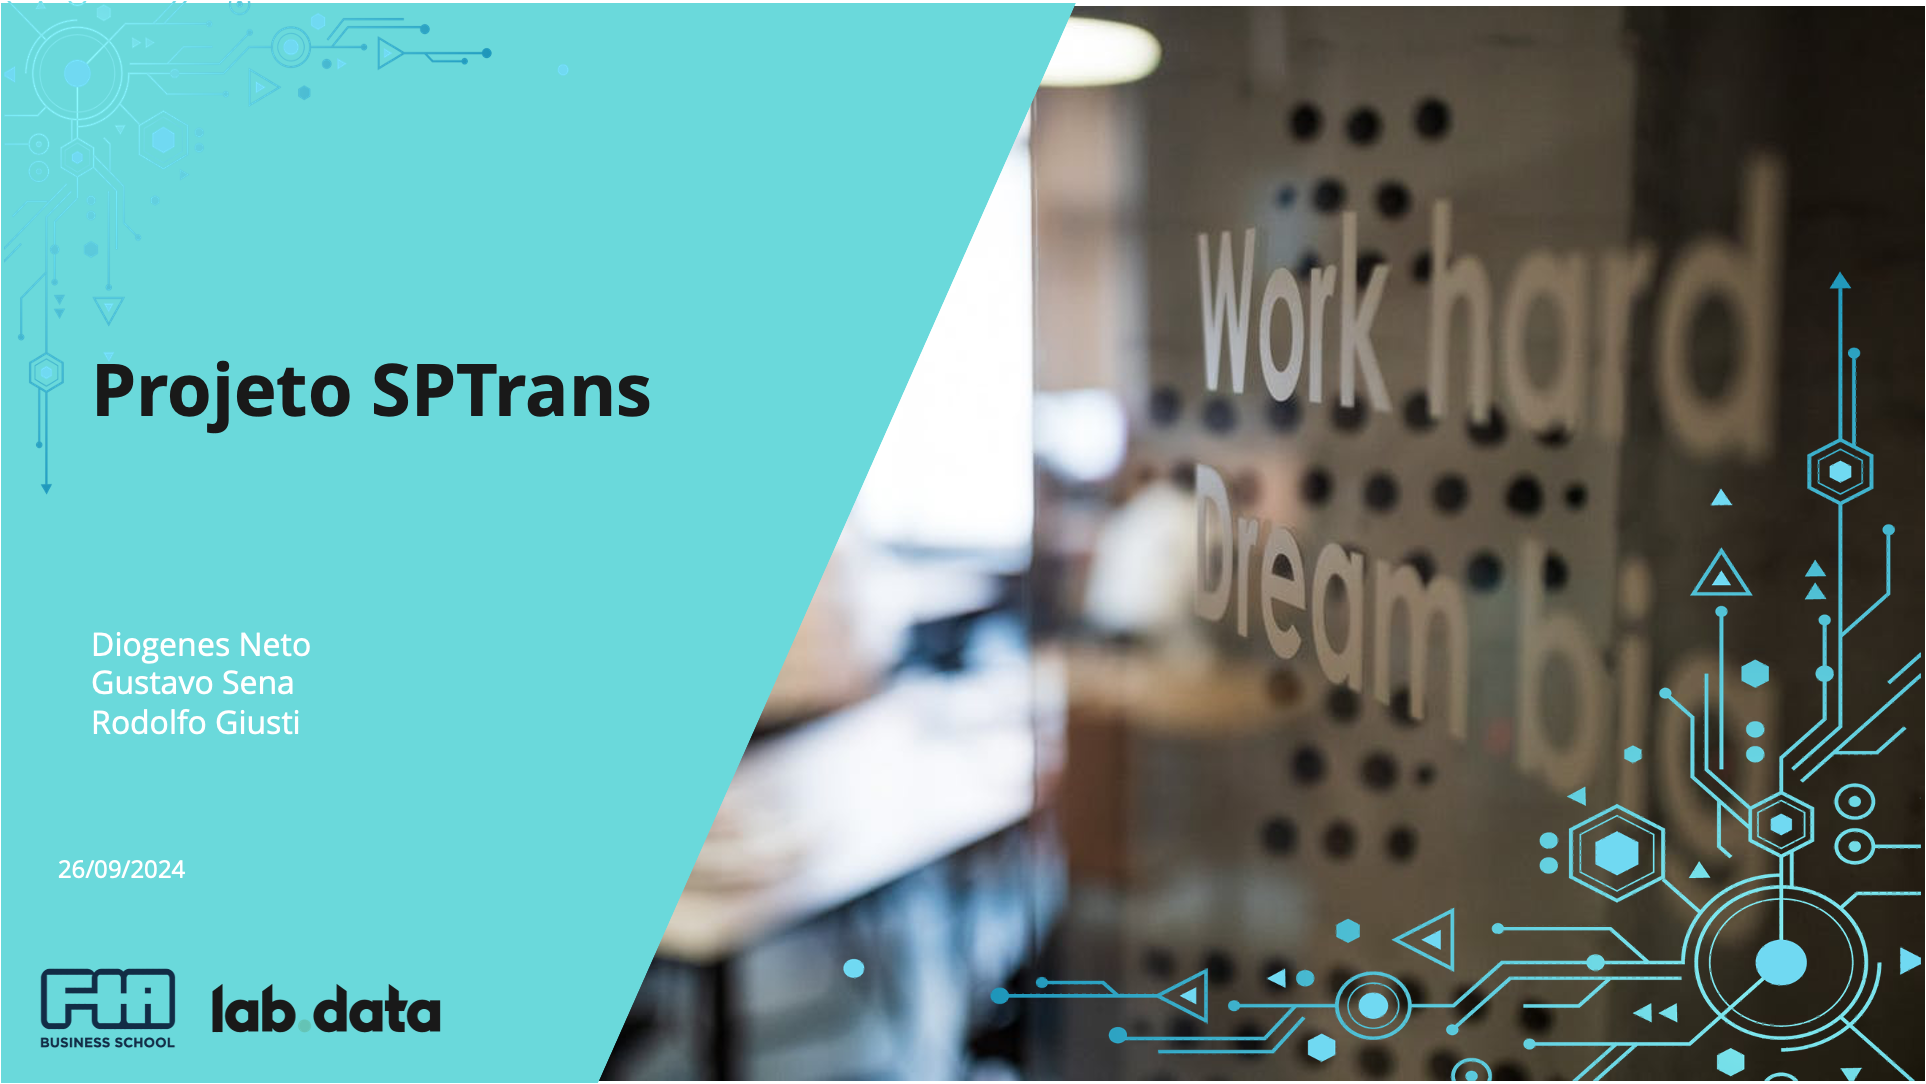 Projeto SPTrans
Diogenes Neto
Gustavo Sena
Rodolfo Giusti
26/09/2024
FIA
BUSINESS SCHOOL
lab.data
Work hard
Dream big